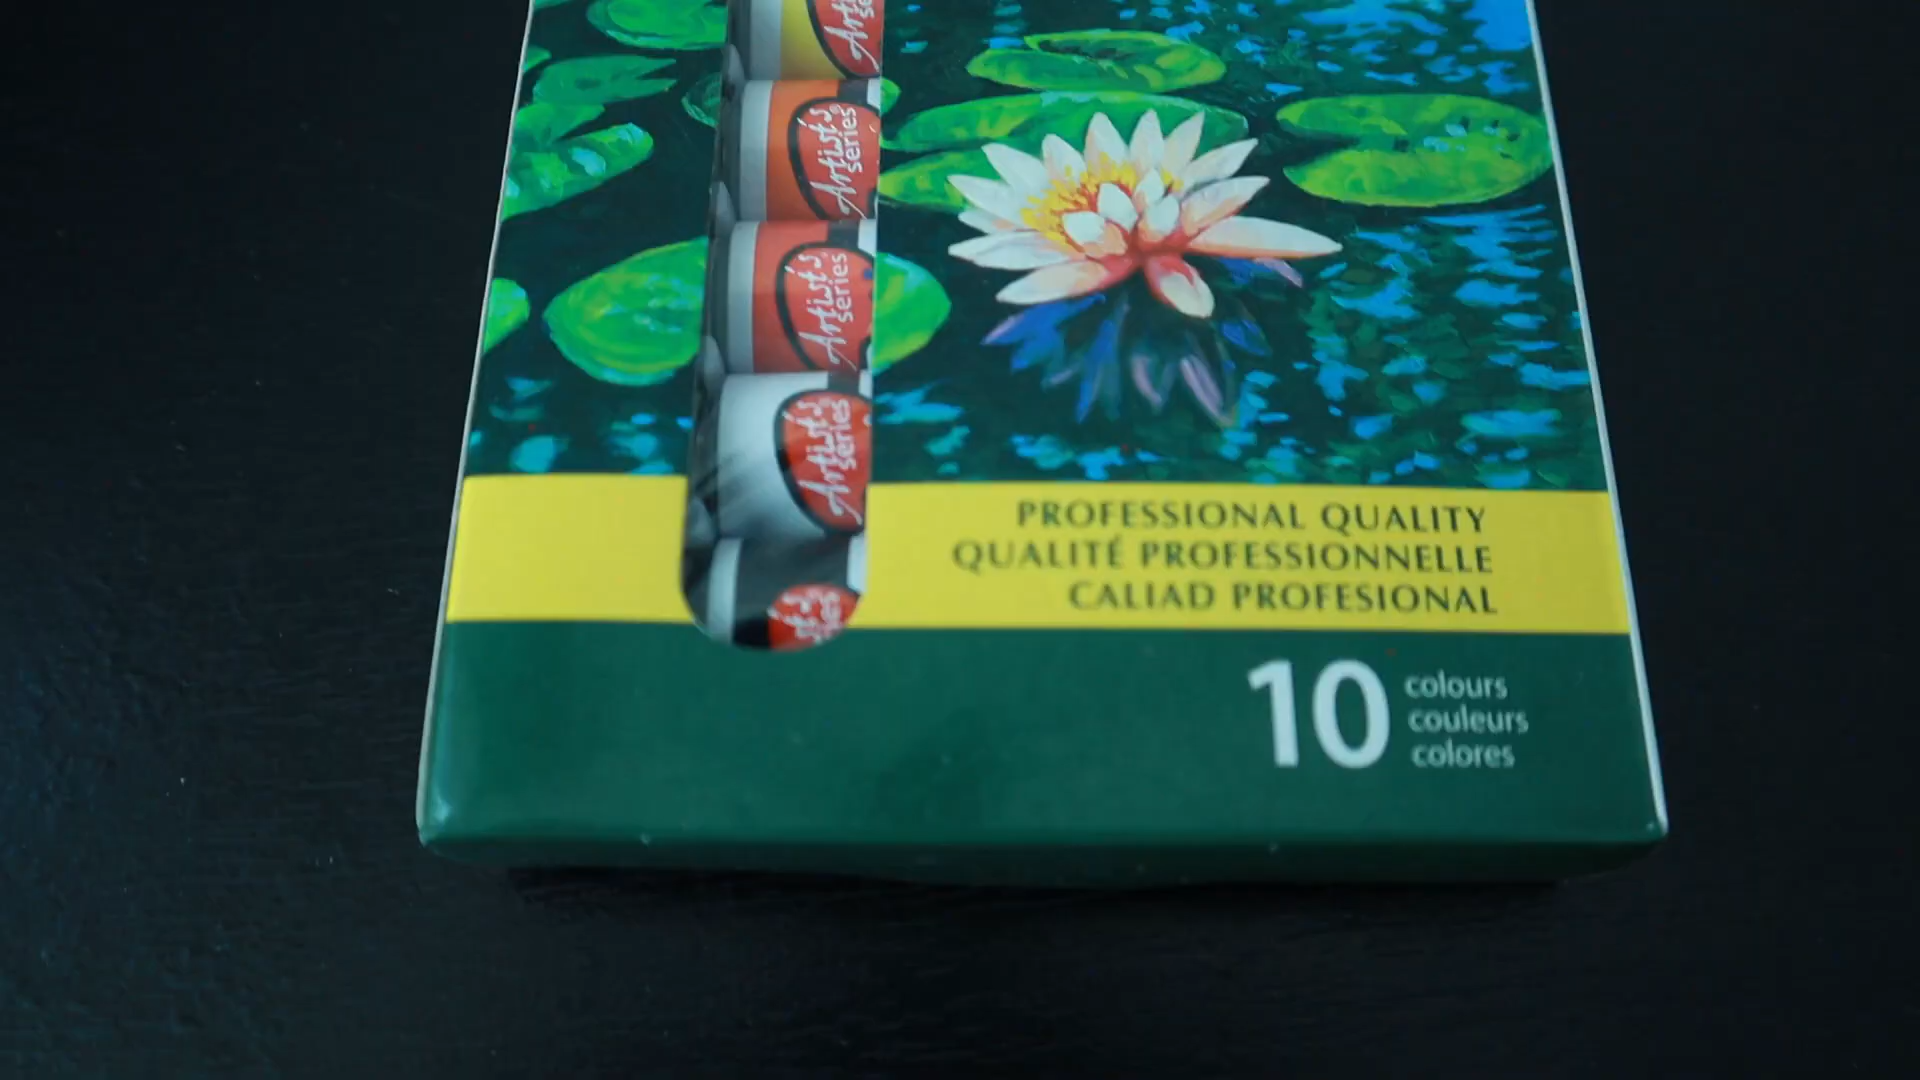 Artist's
series
Artist's
series
Artist's
series
Artist's
series
PROFESSIONAL QUALITY
QUALITÉ PROFESSIONNELLE
CALIAD PROFESIONAL
10 colours
couleurs
colores